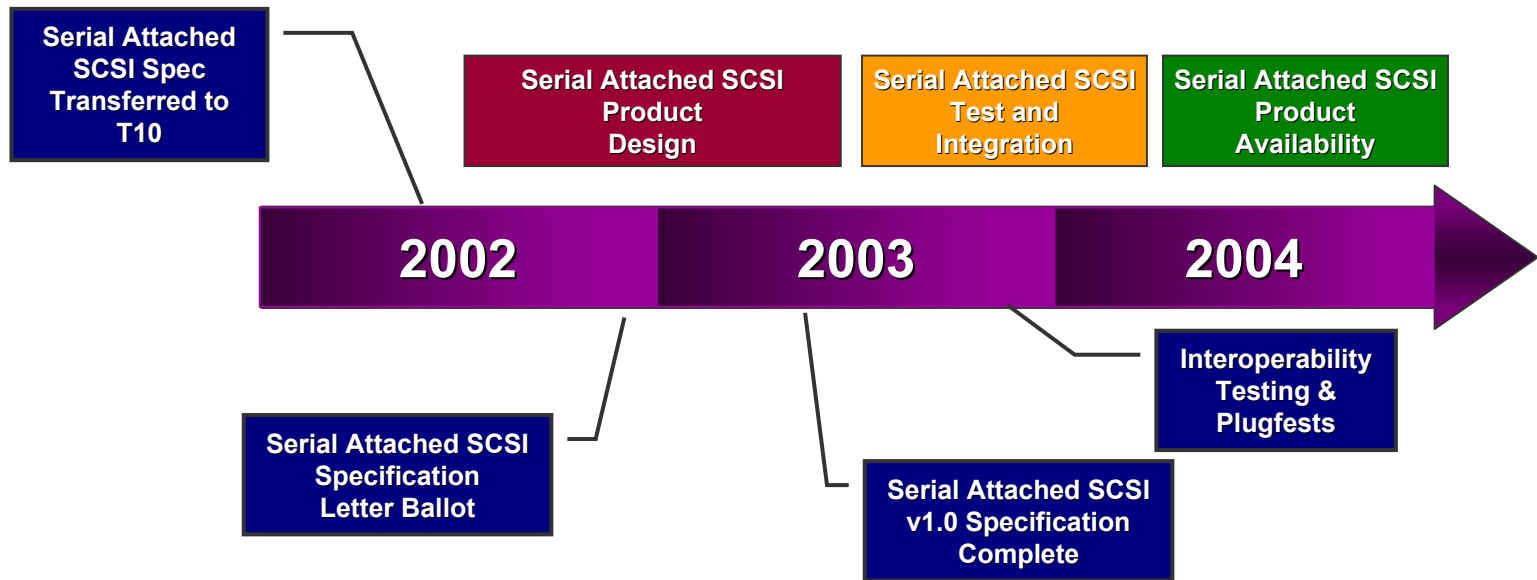 Serial Attached
SCSI Spec
Transferred to
T10
Serial Attached SCSI
Product
Design
Serial Attached SCSI
Test and
Integration
Serial Attached SCSI
Product
Availability
2002
2003
2004
Serial Attached SCSI
Specification
Letter Ballot
Serial Attached SCSI
v1.0 Specification
Complete
Interoperability
Testing &
Plugfests